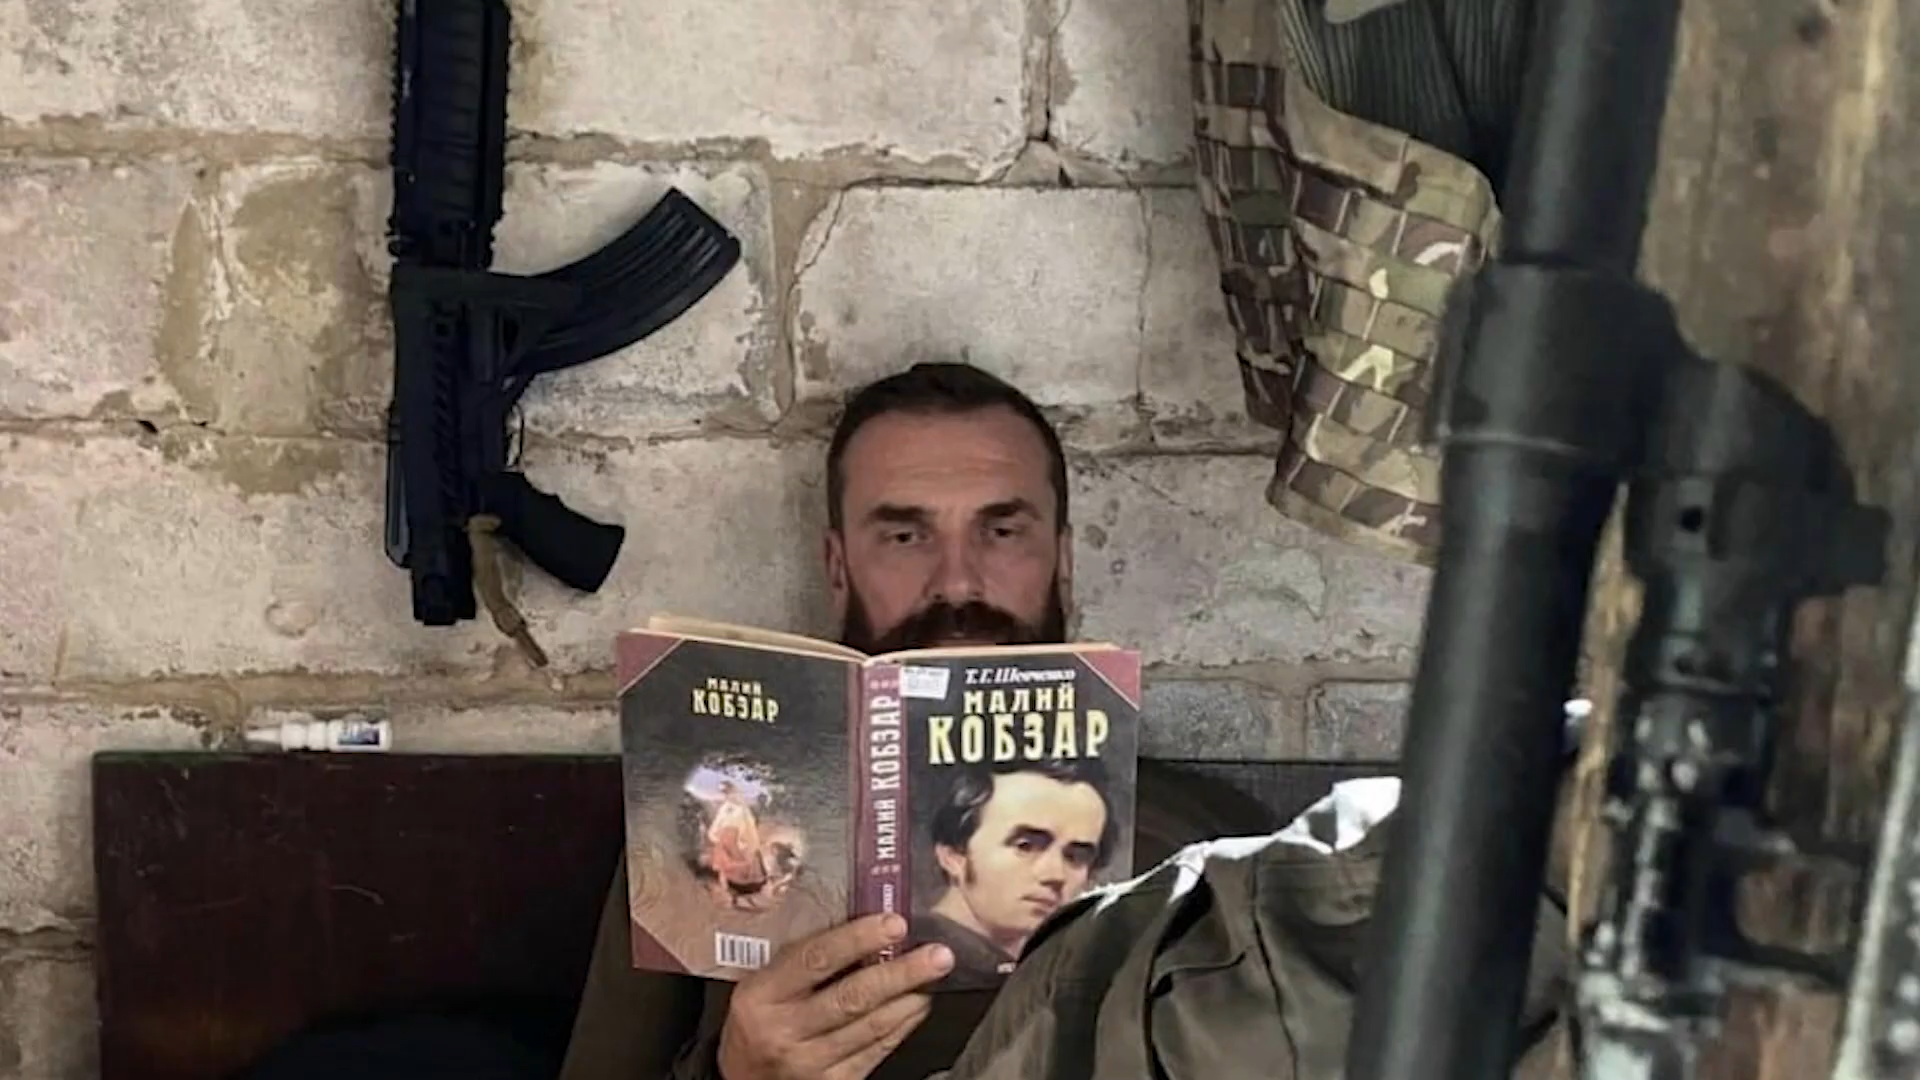 МАЛИЙ
КОБЗАР
МАЛИЙ КОБЗАР
Т.Г. Шевченко
МАЛИЙ
КОБЗАР